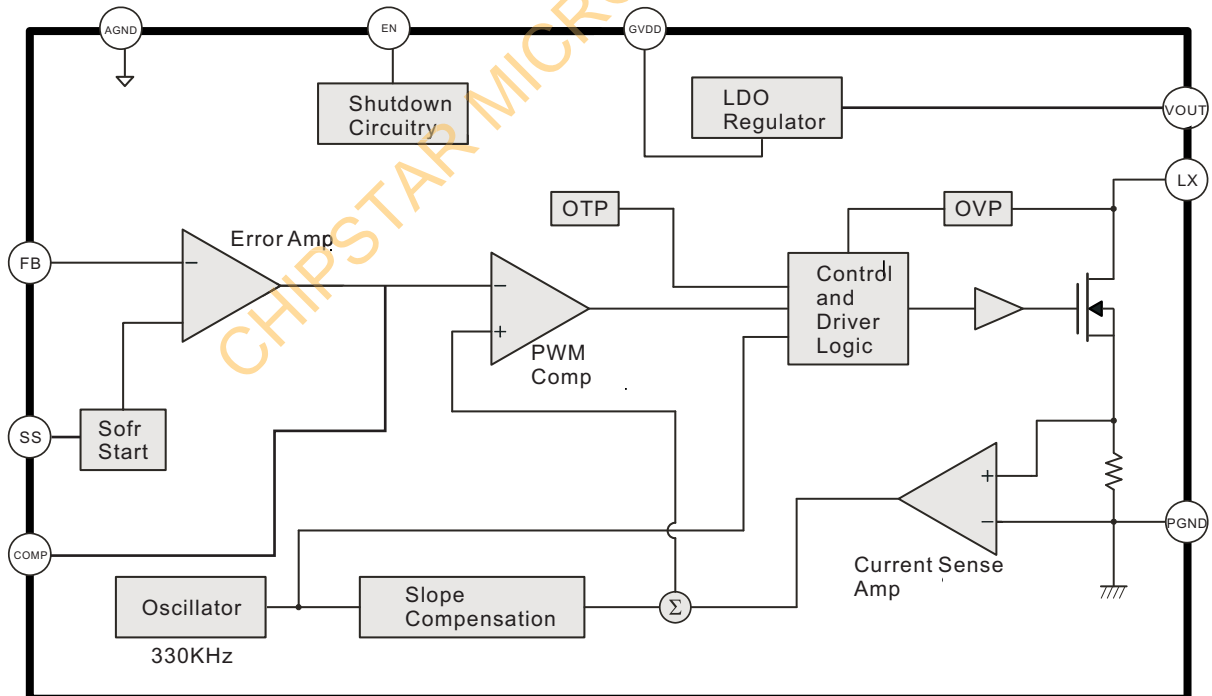 AGND
EN
GVDD
Shutdown
Circuitry
LDO
Regulator
VOUT
LX
OTP
OVP
Error Amp
FB
−
−
+
PWM
Comp
Control
and
Driver
Logic
SS
Sofr
Start
+
−
PGND
COMP
Current Sense
Amp
Oscillator
330KHz
Slope
Compensation
Σ
CHIPSTAR MICRO